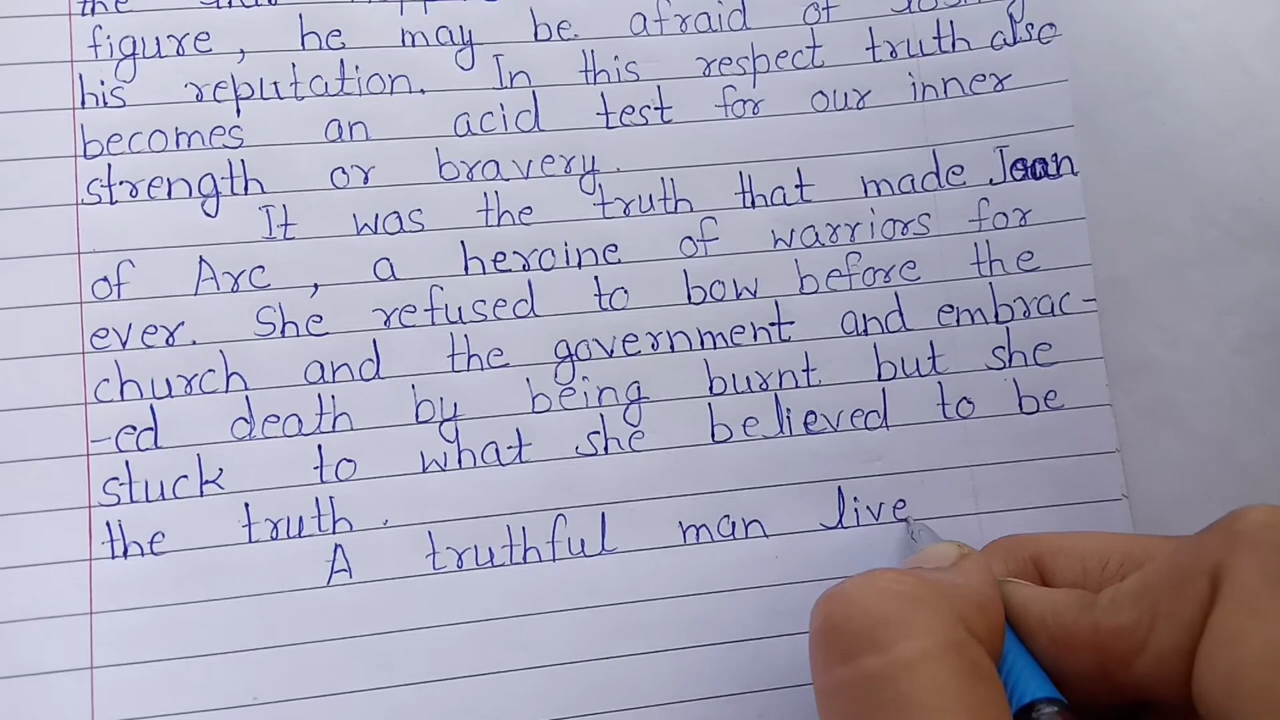 the
figure, he may be afraid of
his reputation. In this respect truth also
becomes an acid test for our inner
strength or bravery.
It was the truth that made Joan
of Arc, a heroine of warriors for
ever. She refused to bow before the
church and the government and embrac-
-ed death by being burnt but she
stuck to what she believed to be
the truth.
A truthful man live